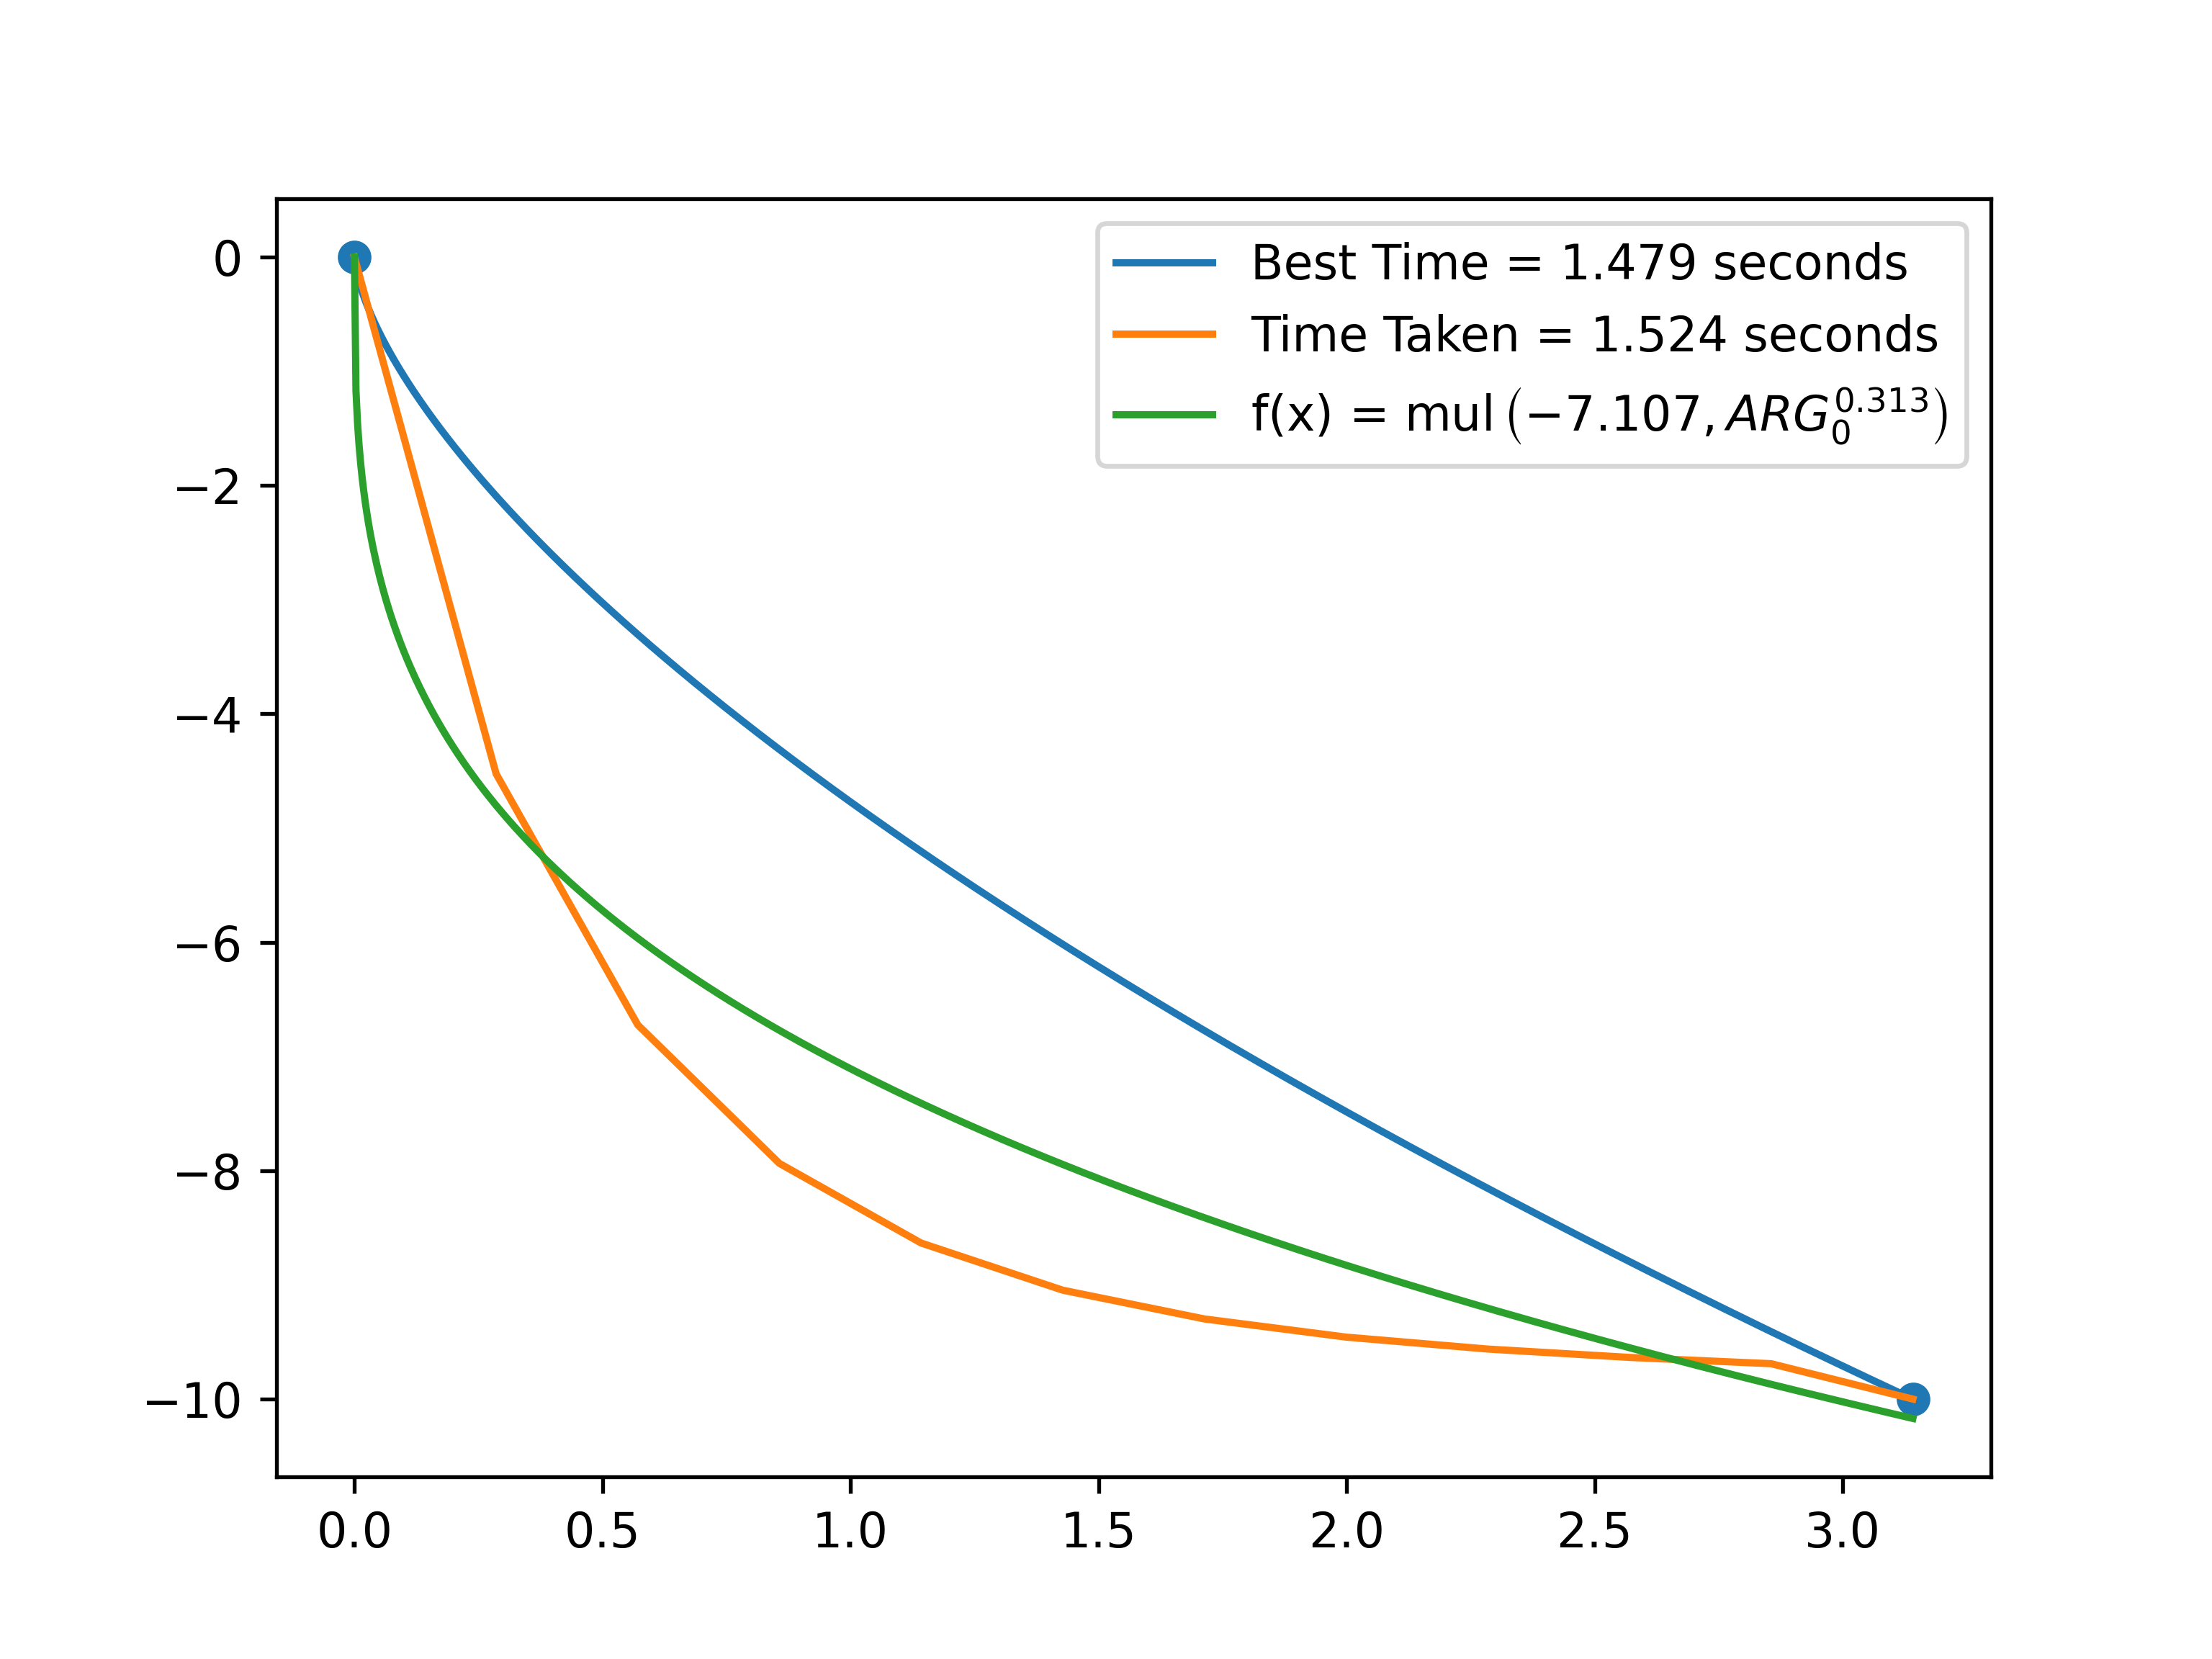 Best Time = 1.479 seconds
Time Taken = 1.524 seconds
f(x) = mul (−7.107, ARG₀^0.313)
0
−2
−4
−6
−8
−10
0.0 0.5 1.0 1.5 2.0 2.5 3.0